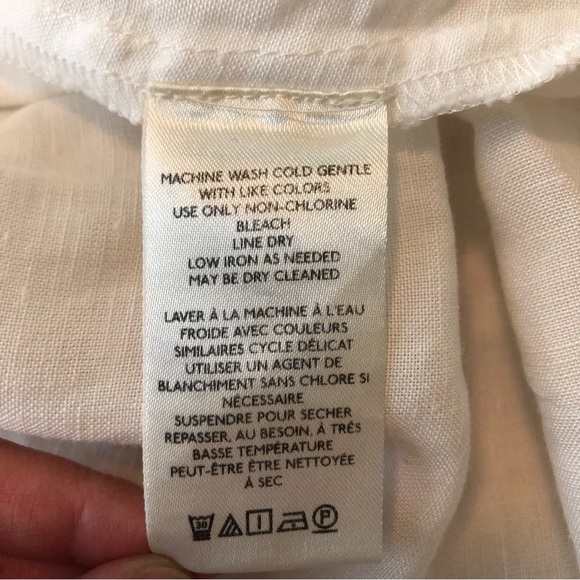 MACHINE WASH COLD GENTLE
WITH LIKE COLORS
USE ONLY NON-CHLORINE
BLEACH
LINE DRY
LOW IRON AS NEEDED
MAY BE DRY CLEANED
LAVER À LA MACHINE À L'EAU
FROIDE AVEC COULEURS
SIMILAIRES CYCLE DÉLICAT
UTILISER UN AGENT DE
BLANCHIMENT SANS CHLORE SI
NÉCESSAIRE
SUSPENDRE POUR SECHER
REPASSER, AU BESOIN, À TRÉS
BASSE TEMPÉRATURE
PEUT-ÊTRE ÊTRE NETTOYÉE
À SEC
30 P